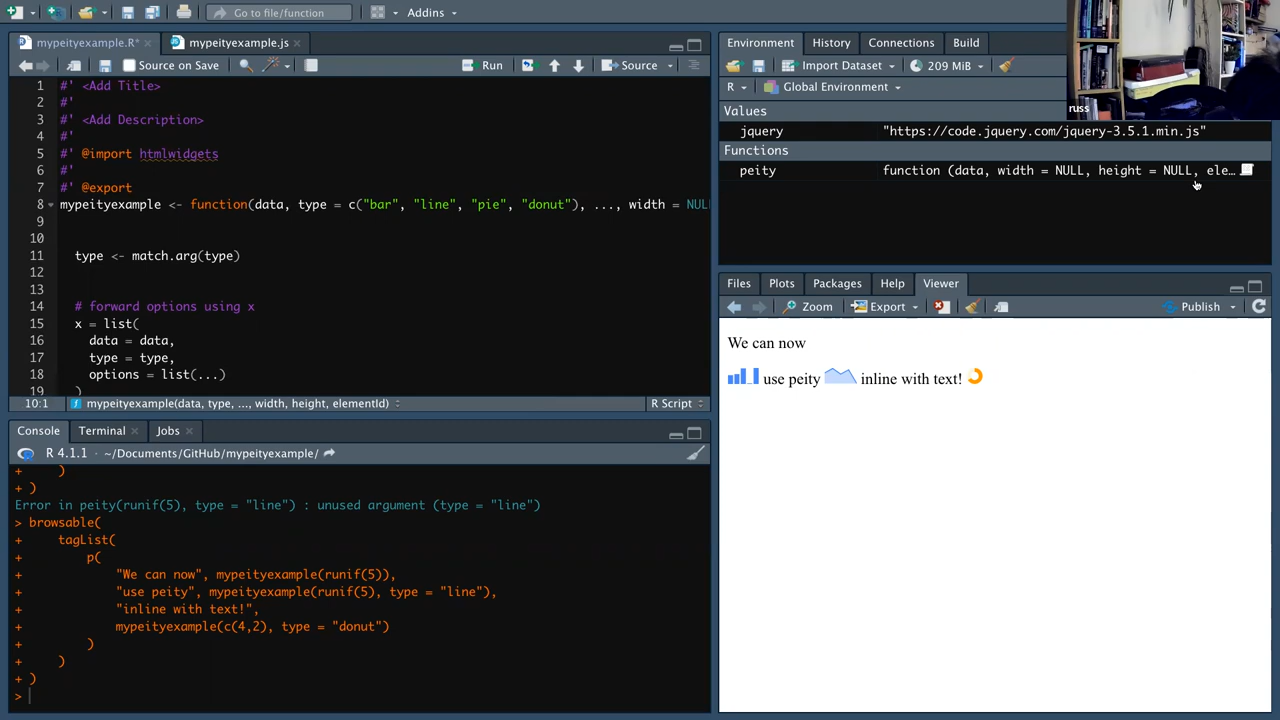 Go to file/function
Addins
mypeityexample.R*
mypeityexample.js
Source on Save
Run
Source
1 #' <Add Title>
2 #'
3 #' <Add Description>
4 #'
5 #' @import htmlwidgets
6 #'
7 #' @export
8 mypeityexample <- function(data, type = c("bar", "line", "pie", "donut"), ..., width = NUL
9
10
11 type <- match.arg(type)
12
13
14 # forward options using x
15 x = list(
16 data = data,
17 type = type,
18 options = list(...)
19 )
10:1
mypeityexample(data, type, ..., width, height, elementId)
R Script
Console
Terminal
Jobs
R 4.1.1 · ~/Documents/GitHub/mypeityexample/
+ )
+ )
Error in peity(runif(5), type = "line") : unused argument (type = "line")
> browsable(
+ tagList(
+ p(
+ "We can now", mypeityexample(runif(5)),
+ "use peity", mypeityexample(runif(5), type = "line"),
+ "inline with text!",
+ mypeityexample(c(4,2), type = "donut")
+ )
+ )
+ )
>
Environment
History
Connections
Build
Import Dataset
209 MiB
R
Global Environment
Values
jquery "https://code.jquery.com/jquery-3.5.1.min.js"
Functions
peity function (data, width = NULL, height = NULL, ele…
russ
Files
Plots
Packages
Help
Viewer
Zoom
Export
Publish
We can now
use peity inline with text!